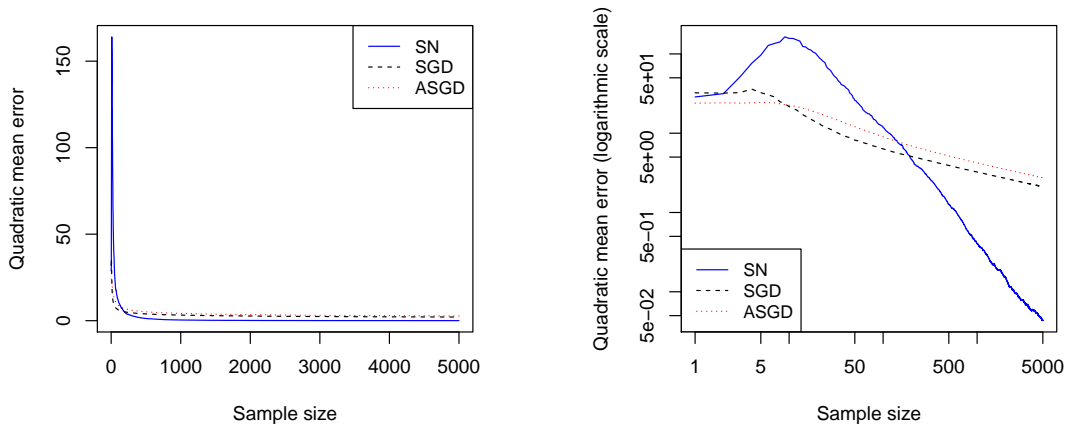 Quadratic mean error
150
100
50
0
SN
SGD
ASGD
0
1000
2000
3000
4000
5000
Sample size
Quadratic mean error (logarithmic scale)
5e+01
5e+00
5e−01
5e−02
SN
SGD
ASGD
1
5
50
500
5000
Sample size